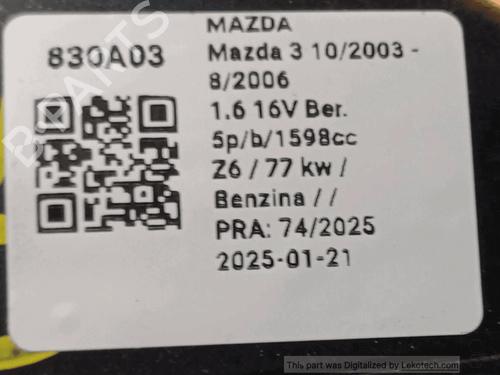 MAZDA
830A03
Mazda 3 10/2003 -
8/2006
1.6 16V Ber.
5p/b/1598cc
Z6 / 77 kw /
Benzina / /
PRA: 74/2025
2025-01-21
This part was Digitalized by Lekotech.com